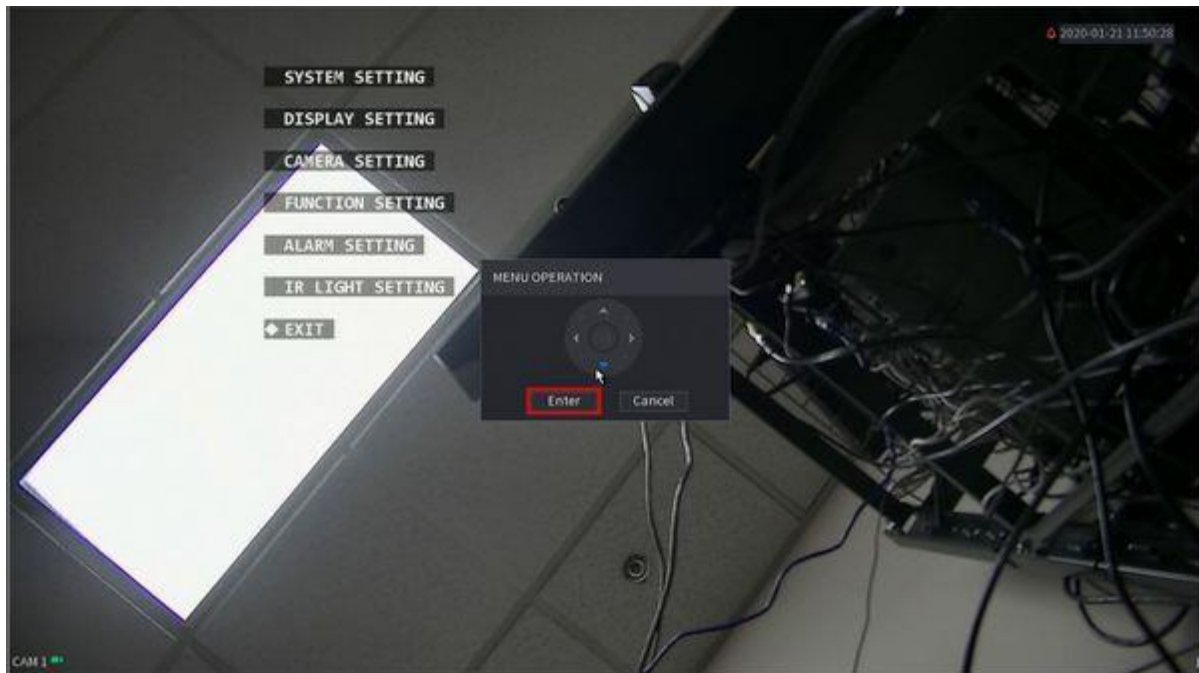 2020-01-21 11:50:28
SYSTEM SETTING
DISPLAY SETTING
CAMERA SETTING
FUNCTION SETTING
ALARM SETTING
IR LIGHT SETTING
EXIT
MENU OPERATION
Enter
Cancel
CAM 1